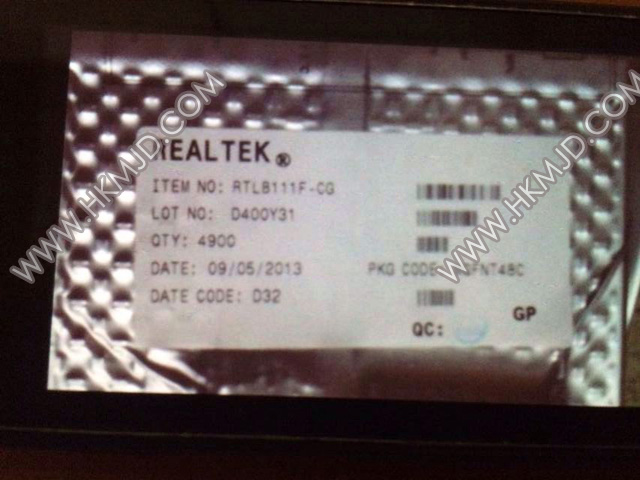 REALTEK®
ITEM NO: RTL8111F-CG
LOT NO: D400Y31
QTY: 4900
DATE: 09/05/2013 PKG CODE
DATE CODE: D32
GP
QC:
WWW.HKMJD.COM
WWW.HKMJD.COM